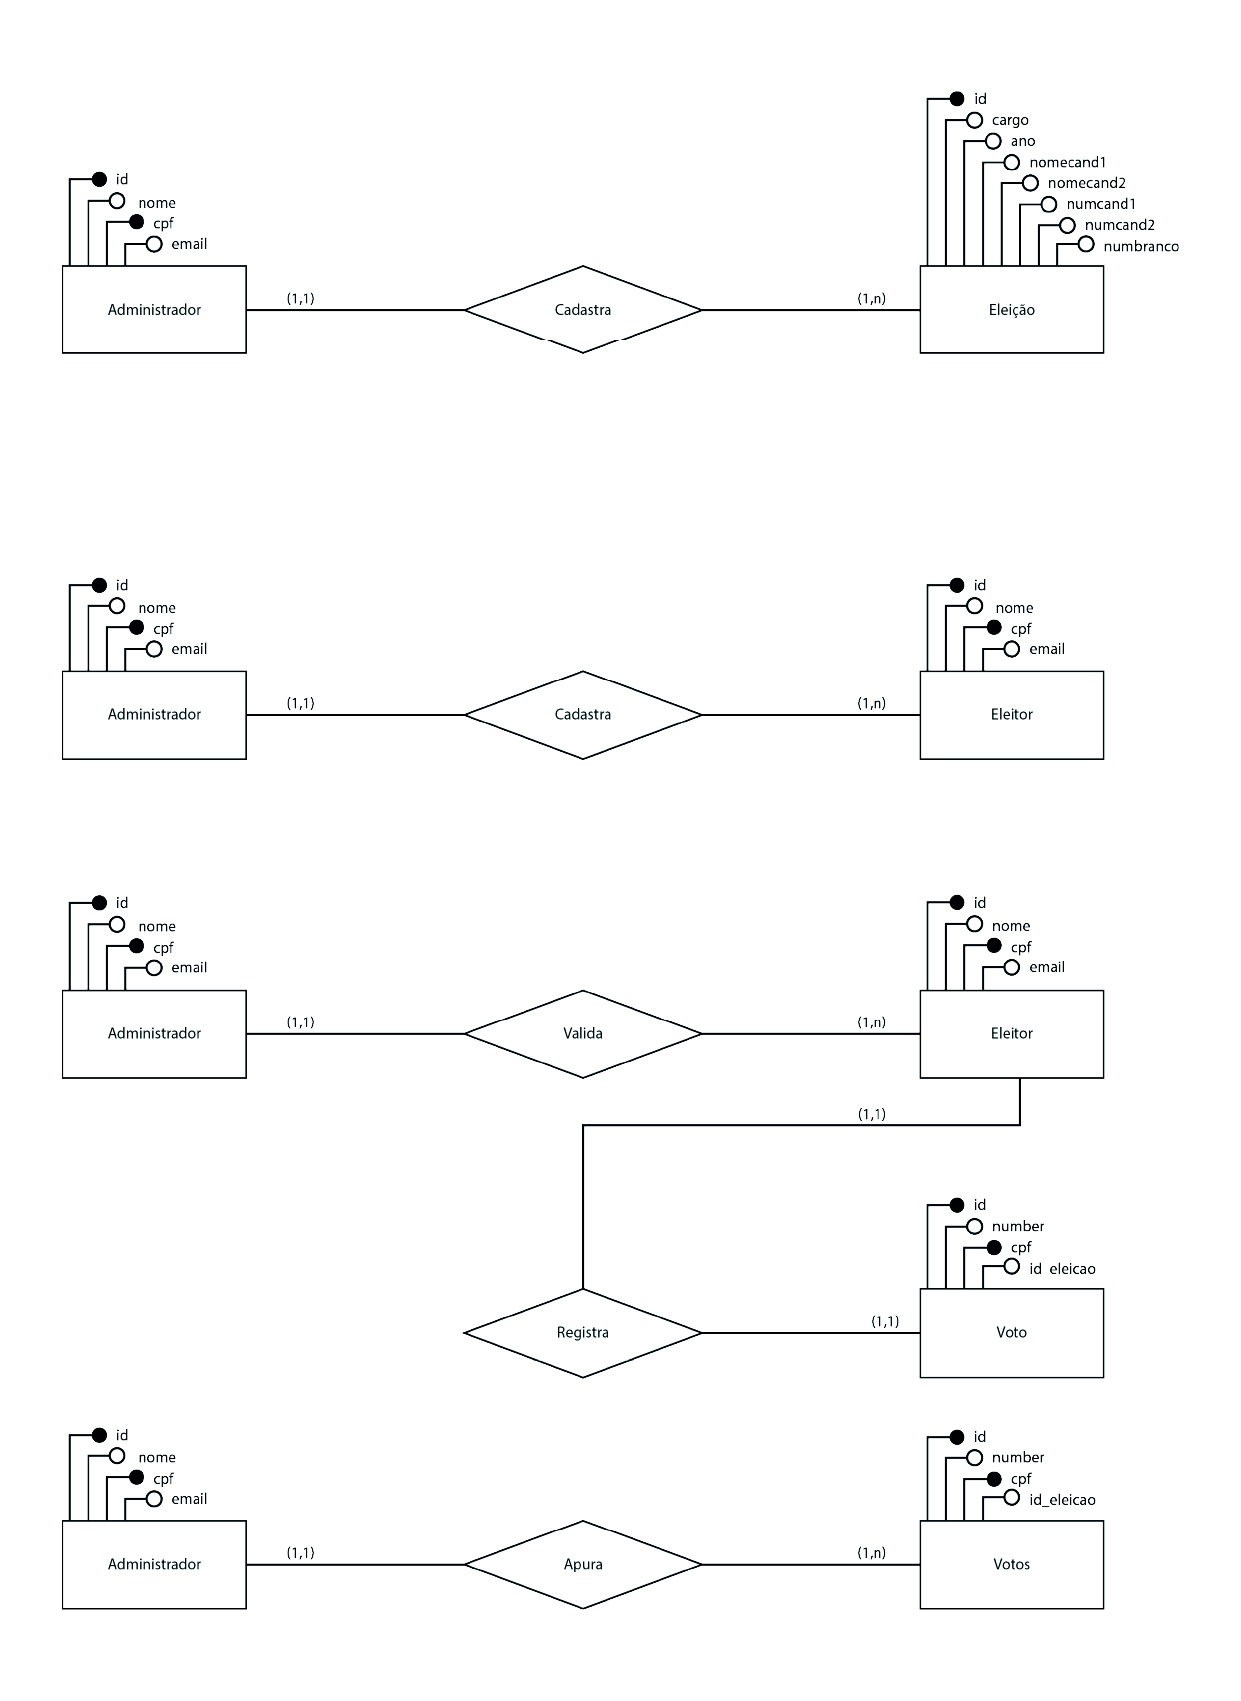 id
cargo
ano
nomecand1
nomecand2
numcand1
numcand2
numbranco
id
nome
cpf
email
Administrador
(1,1)
Cadastra
(1,n)
Eleição
id
nome
cpf
email
Administrador
(1,1)
Cadastra
(1,n)
id
nome
cpf
email
Eleitor
id
nome
cpf
email
Administrador
(1,1)
Valida
(1,n)
id
nome
cpf
email
Eleitor
(1,1)
Registra
(1,1)
id
number
cpf
id eleicao
Voto
id
nome
cpf
email
Administrador
(1,1)
Apura
(1,n)
id
number
cpf
id_eleicao
Votos